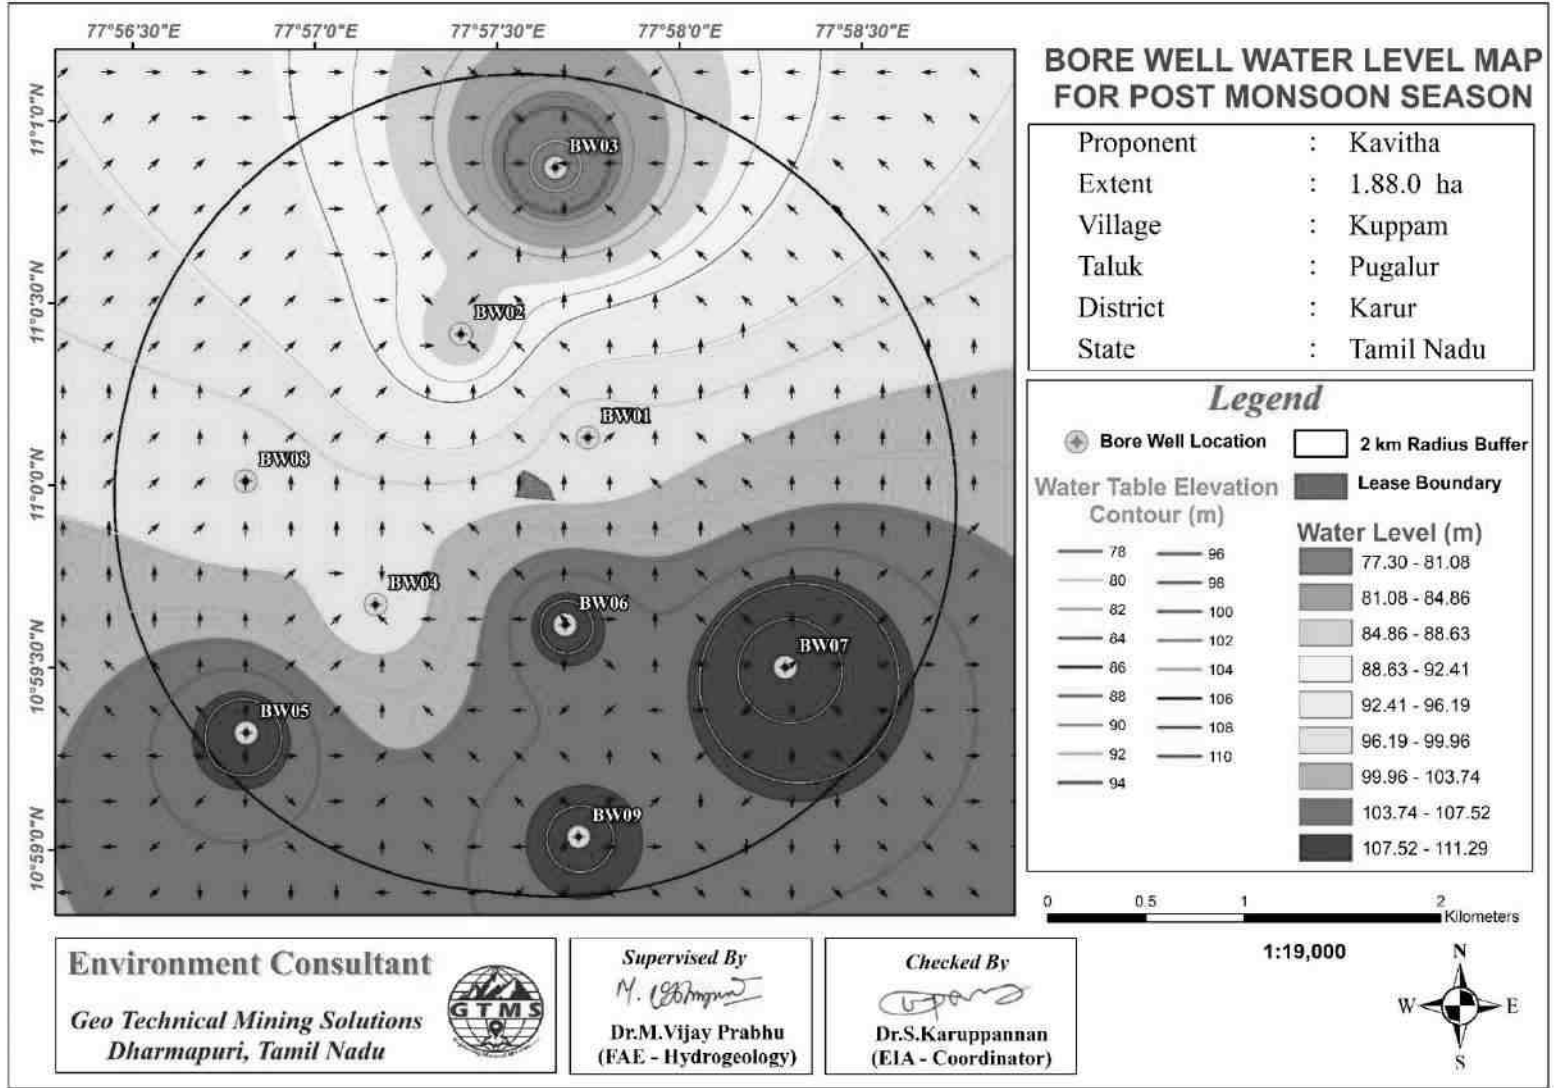 77°56'30"E 77°57'0"E 77°57'30"E 77°58'0"E 77°58'30"E
11°1'0"N
11°0'30"N
11°0'0"N
10°59'30"N
10°59'0"N
BW03
BW02
BW01
BW08
BW04
BW06
BW07
BW05
BW09
BORE WELL WATER LEVEL MAP
FOR POST MONSOON SEASON
Proponent : Kavitha
Extent : 1.88.0 ha
Village : Kuppam
Taluk : Pugalur
District : Karur
State : Tamil Nadu
Legend
Bore Well Location
2 km Radius Buffer
Lease Boundary
Water Table Elevation
Contour (m)
78 96
80 98
82 100
84 102
86 104
88 106
90 108
92 110
94
Water Level (m)
77.30 - 81.08
81.08 - 84.86
84.86 - 88.63
88.63 - 92.41
92.41 - 96.19
96.19 - 99.96
99.96 - 103.74
103.74 - 107.52
107.52 - 111.29
0 0.5 1 2
Kilometers
1:19,000
N
W E
S
Environment Consultant
Geo Technical Mining Solutions
Dharmapuri, Tamil Nadu
GTMS
Supervised By
Dr.M.Vijay Prabhu
(FAE - Hydrogeology)
Checked By
Dr.S.Karuppannan
(EIA - Coordinator)